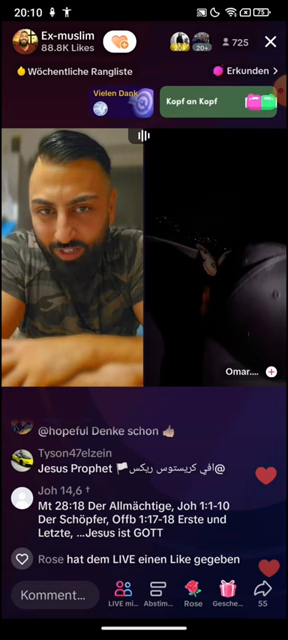 20:10
75
Ex-muslim
88.8K Likes
20+
725
Wöchentliche Rangliste
Erkunden >
Vielen Dank
Kopf an Kopf
Omar....
@hopeful Denke schon 👍🏼
Tyson47elzein
Jesus Prophet 🏳️افي كريستوس ريكس@
Joh 14,6 †
Mt 28:18 Der Allmächtige, Joh 1:1-10
Der Schöpfer, Offb 1:17-18 Erste und
Letzte, ...Jesus ist GOTT
Rose hat dem LIVE einen Like gegeben
Komment...
LIVE mi...
Abstim...
Rose
Gesche...
55